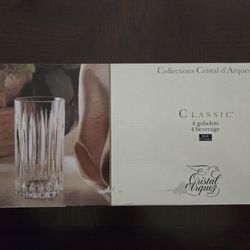 Collections Cristal d'Arques
CLASSIC
4 gobelets
4 beverage
Cristal
d'Arques